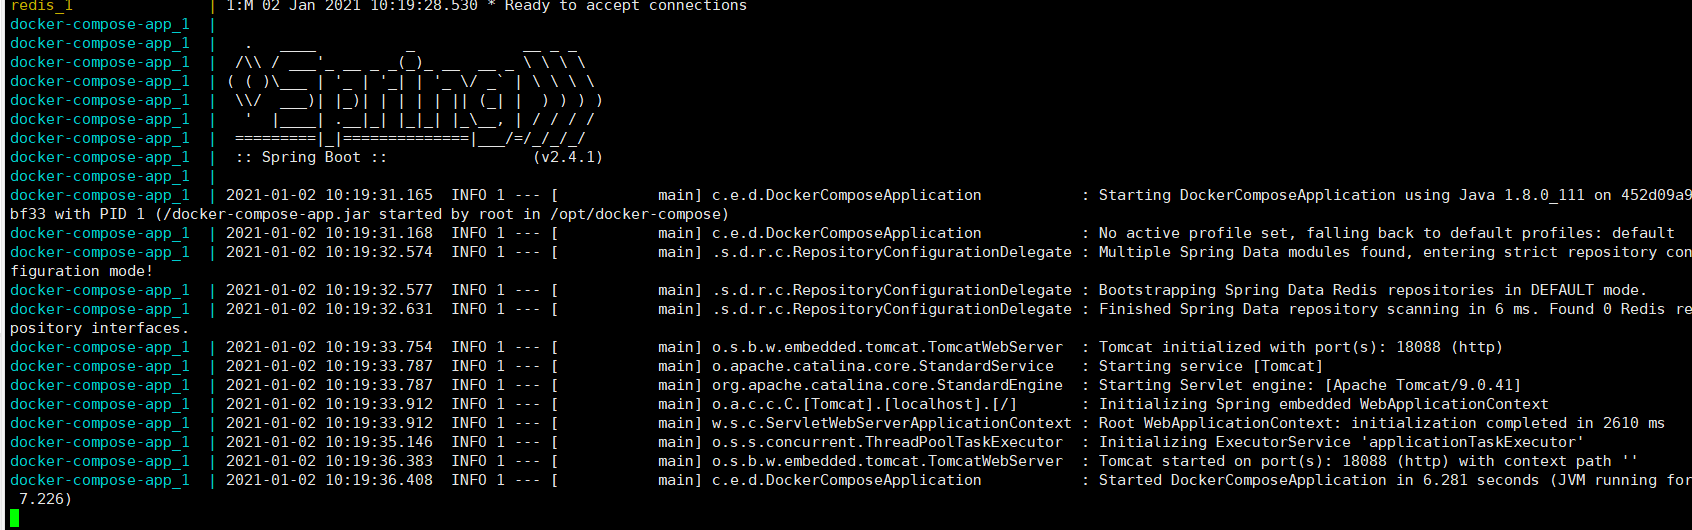 redis_1               | 1:M 02 Jan 2021 10:19:28.530 * Ready to accept connections
docker-compose-app_1  |
docker-compose-app_1  |   .   ____          _            __ _ _
docker-compose-app_1  |  /\\ / ___'_ __ _ _(_)_ __  __ _ \ \ \ \
docker-compose-app_1  | ( ( )\___ | '_ | '_| | '_ \/ _` | \ \ \ \
docker-compose-app_1  |  \\/  ___)| |_)| | | | | || (_| |  ) ) ) )
docker-compose-app_1  |   '  |____| .__|_| |_|_| |_\__, | / / / /
docker-compose-app_1  |  =========|_|==============|___/=/_/_/_/
docker-compose-app_1  |  :: Spring Boot ::                (v2.4.1)
docker-compose-app_1  |
docker-compose-app_1  | 2021-01-02 10:19:31.165  INFO 1 --- [           main] c.e.d.DockerComposeApplication           : Starting DockerComposeApplication using Java 1.8.0_111 on 452d09a9
bf33 with PID 1 (/docker-compose-app.jar started by root in /opt/docker-compose)
docker-compose-app_1  | 2021-01-02 10:19:31.168  INFO 1 --- [           main] c.e.d.DockerComposeApplication           : No active profile set, falling back to default profiles: default
docker-compose-app_1  | 2021-01-02 10:19:32.574  INFO 1 --- [           main] .s.d.r.c.RepositoryConfigurationDelegate : Multiple Spring Data modules found, entering strict repository con
figuration mode!
docker-compose-app_1  | 2021-01-02 10:19:32.577  INFO 1 --- [           main] .s.d.r.c.RepositoryConfigurationDelegate : Bootstrapping Spring Data Redis repositories in DEFAULT mode.
docker-compose-app_1  | 2021-01-02 10:19:32.631  INFO 1 --- [           main] .s.d.r.c.RepositoryConfigurationDelegate : Finished Spring Data repository scanning in 6 ms. Found 0 Redis re
pository interfaces.
docker-compose-app_1  | 2021-01-02 10:19:33.754  INFO 1 --- [           main] o.s.b.w.embedded.tomcat.TomcatWebServer  : Tomcat initialized with port(s): 18088 (http)
docker-compose-app_1  | 2021-01-02 10:19:33.787  INFO 1 --- [           main] o.apache.catalina.core.StandardService   : Starting service [Tomcat]
docker-compose-app_1  | 2021-01-02 10:19:33.787  INFO 1 --- [           main] org.apache.catalina.core.StandardEngine  : Starting Servlet engine: [Apache Tomcat/9.0.41]
docker-compose-app_1  | 2021-01-02 10:19:33.912  INFO 1 --- [           main] o.a.c.c.C.[Tomcat].[localhost].[/]       : Initializing Spring embedded WebApplicationContext
docker-compose-app_1  | 2021-01-02 10:19:33.912  INFO 1 --- [           main] w.s.c.ServletWebServerApplicationContext : Root WebApplicationContext: initialization completed in 2610 ms
docker-compose-app_1  | 2021-01-02 10:19:35.146  INFO 1 --- [           main] o.s.s.concurrent.ThreadPoolTaskExecutor  : Initializing ExecutorService 'applicationTaskExecutor'
docker-compose-app_1  | 2021-01-02 10:19:36.383  INFO 1 --- [           main] o.s.b.w.embedded.tomcat.TomcatWebServer  : Tomcat started on port(s): 18088 (http) with context path ''
docker-compose-app_1  | 2021-01-02 10:19:36.408  INFO 1 --- [           main] c.e.d.DockerComposeApplication           : Started DockerComposeApplication in 6.281 seconds (JVM running for
 7.226)